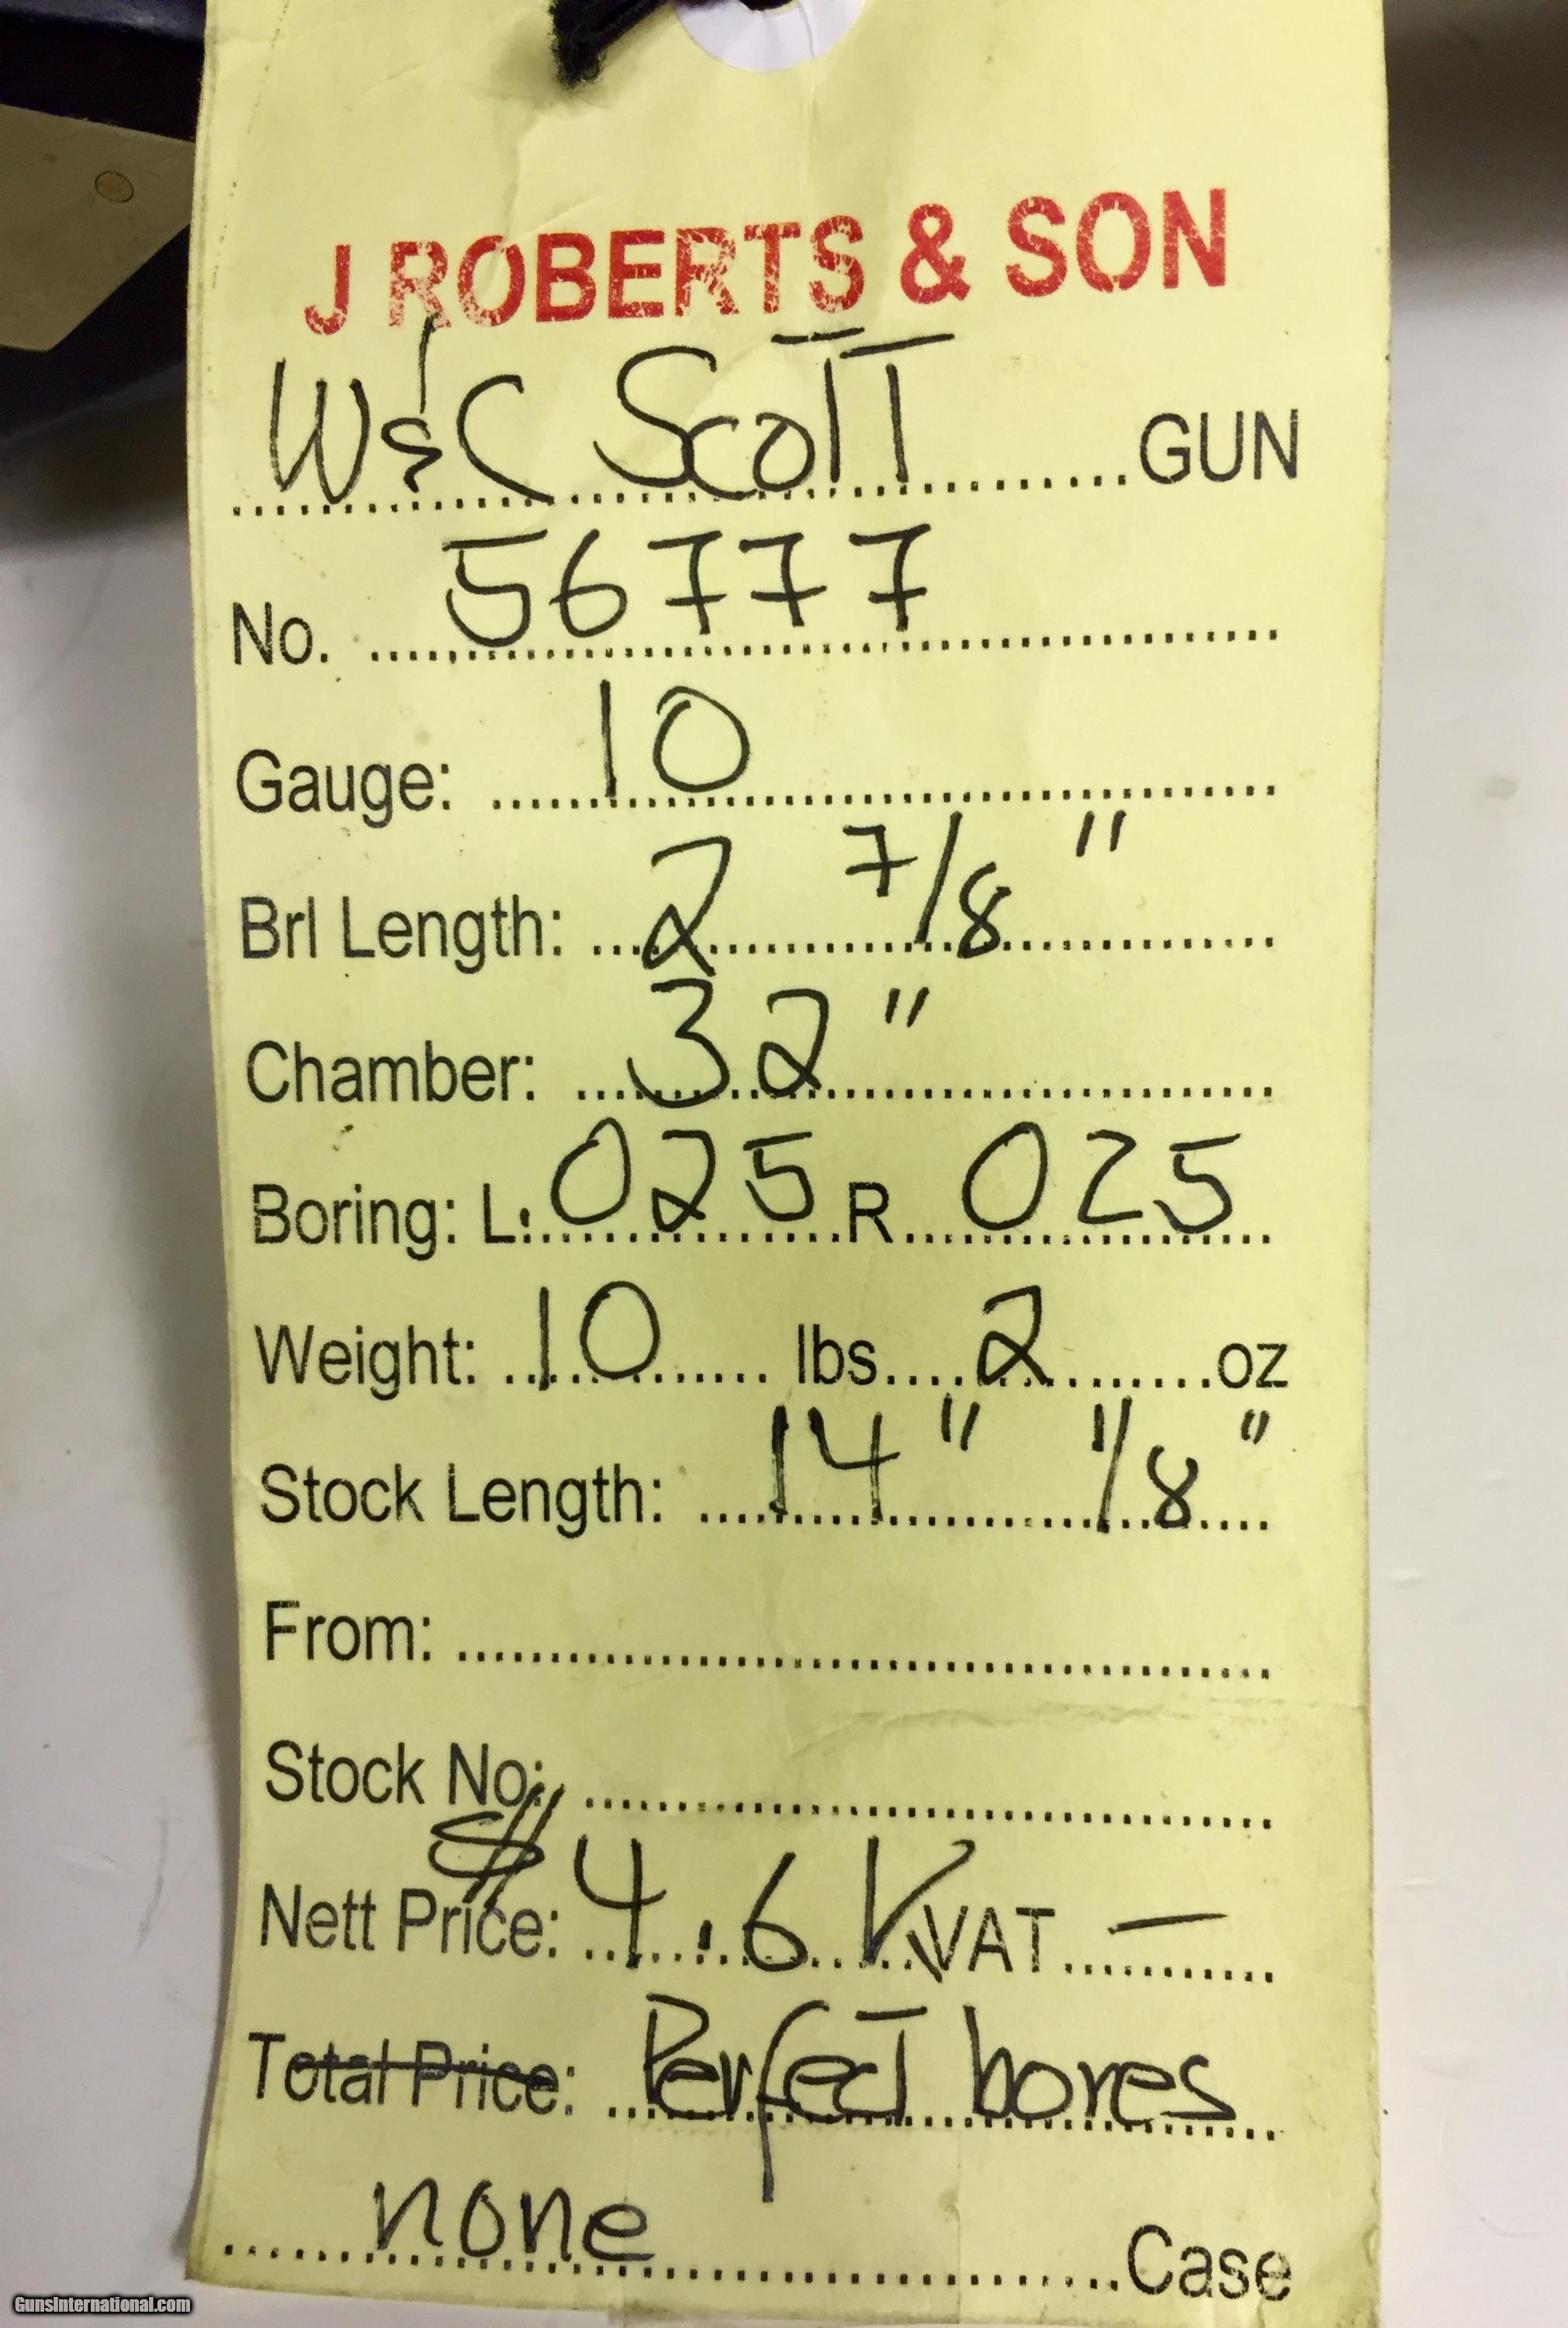 J ROBERTS & SON
W&C Scott ........................ GUN
No. 56777
Gauge: 10
Brl Length: 2 7/8"
Chamber: 32"
Boring: L: 025 R 025
Weight: 10 lbs 2 oz
Stock Length: 14" 1/8"
From:
Stock No:
Nett Price: $4.6K VAT —
Total Price: Perfect bores
none Case
GunsInternational.com